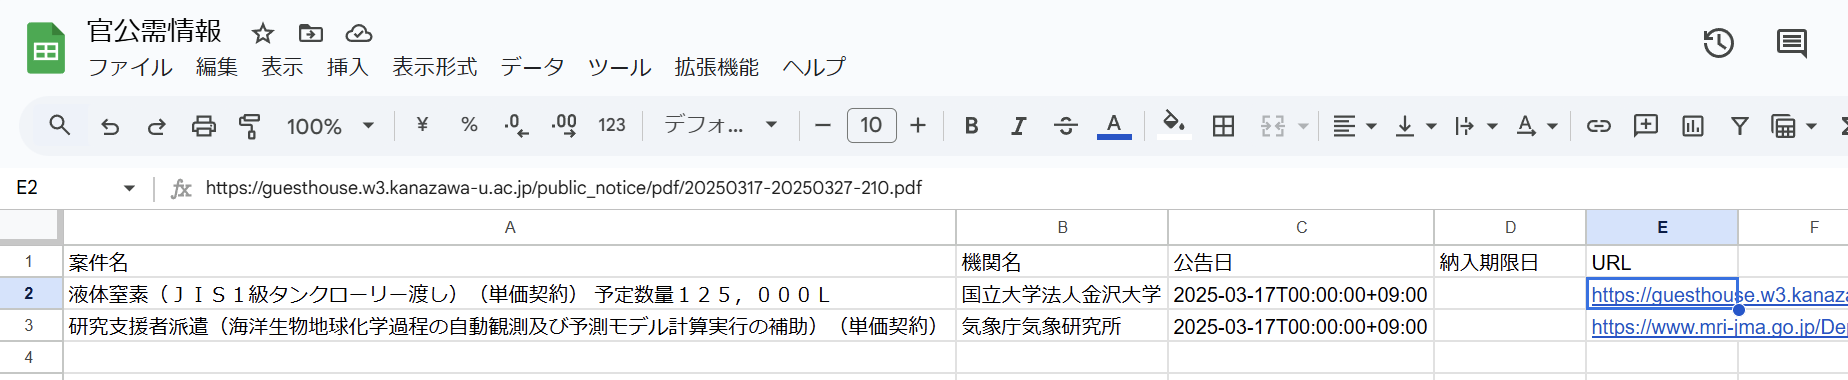 官公需情報
ファイル 編集 表示 挿入 表示形式 データ ツール 拡張機能 ヘルプ
100% ¥ % .0 .00 123 デフォ... − 10 + B I S A A
E2 fx https://guesthouse.w3.kanazawa-u.ac.jp/public_notice/pdf/20250317-20250327-210.pdf
A B C D E F
1 案件名 機関名 公告日 納入期限日 URL
2 液体窒素（ＪＩＳ１級タンクローリー渡し）（単価契約） 予定数量１２５，０００Ｌ 国立大学法人金沢大学 2025-03-17T00:00:00+09:00 https://guesthouse.w3.kanaza
3 研究支援者派遣（海洋生物地球化学過程の自動観測及び予測モデル計算実行の補助）（単価契約） 気象庁気象研究所 2025-03-17T00:00:00+09:00 https://www.mri-jma.go.jp/Dep
4